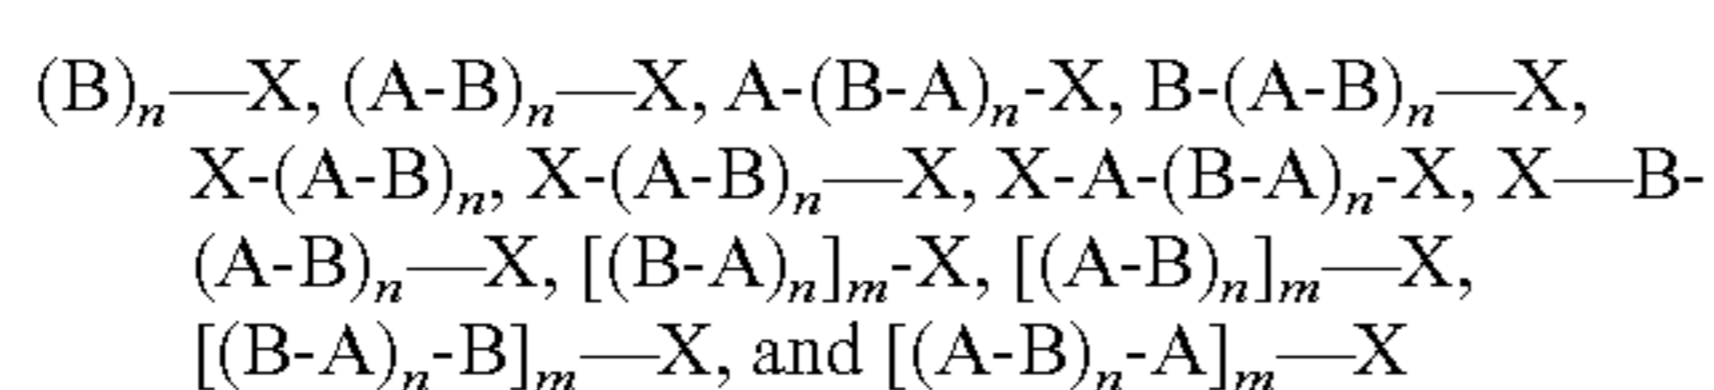 (B)ₙ—X, (A-B)ₙ—X, A-(B-A)ₙ-X, B-(A-B)ₙ—X,
X-(A-B)ₙ, X-(A-B)ₙ—X, X-A-(B-A)ₙ-X, X—B-
(A-B)ₙ—X, [(B-A)ₙ]ₘ-X, [(A-B)ₙ]ₘ—X,
[(B-A)ₙ-B]ₘ—X, and [(A-B)ₙ-A]ₘ—X